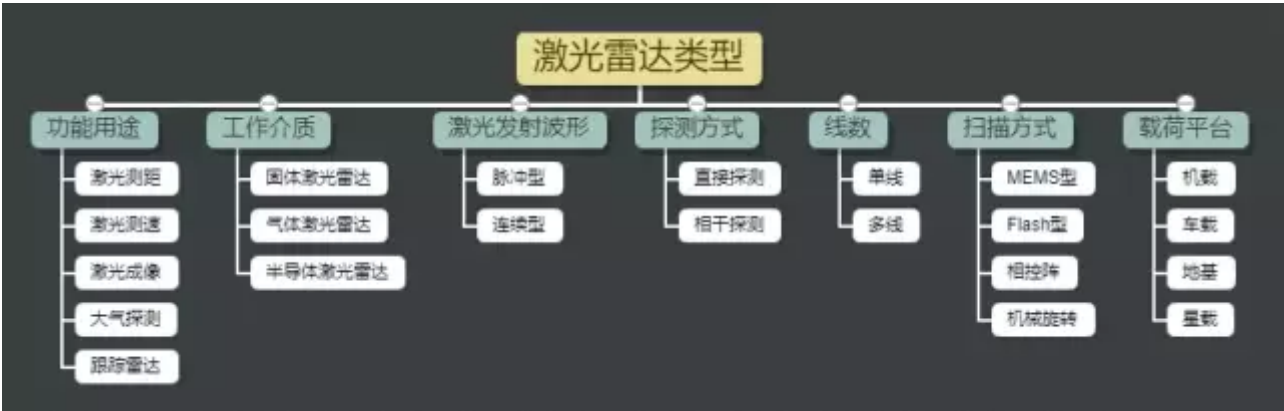 激光雷达类型
功能用途
激光测距
激光测速
激光成像
大气探测
跟踪雷达
工作介质
固体激光雷达
气体激光雷达
半导体激光雷达
激光发射波形
脉冲型
连续型
探测方式
直接探测
相干探测
线数
单线
多线
扫描方式
MEMS型
Flash型
相控阵
机械旋转
载荷平台
机载
车载
地基
星载